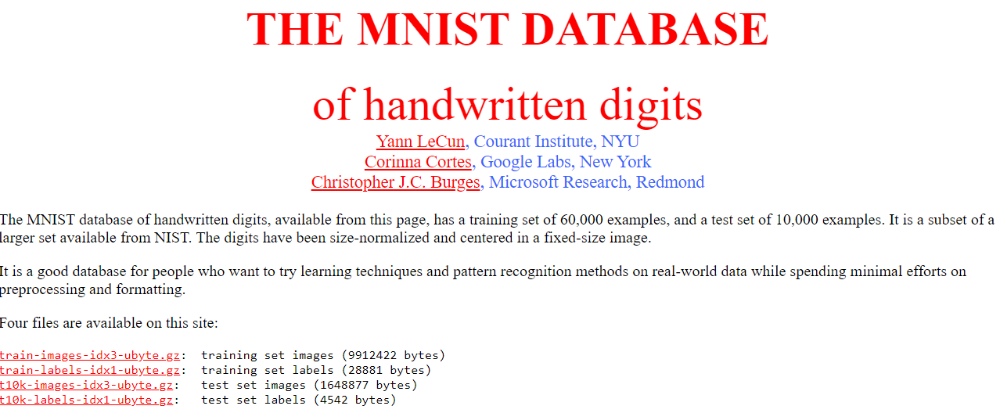 THE MNIST DATABASE
of handwritten digits
Yann LeCun, Courant Institute, NYU
Corinna Cortes, Google Labs, New York
Christopher J.C. Burges, Microsoft Research, Redmond
The MNIST database of handwritten digits, available from this page, has a training set of 60,000 examples, and a test set of 10,000 examples. It is a subset of a
larger set available from NIST. The digits have been size-normalized and centered in a fixed-size image.
It is a good database for people who want to try learning techniques and pattern recognition methods on real-world data while spending minimal efforts on
preprocessing and formatting.
Four files are available on this site:
train-images-idx3-ubyte.gz: training set images (9912422 bytes)
train-labels-idx1-ubyte.gz: training set labels (28881 bytes)
t10k-images-idx3-ubyte.gz: test set images (1648877 bytes)
t10k-labels-idx1-ubyte.gz: test set labels (4542 bytes)